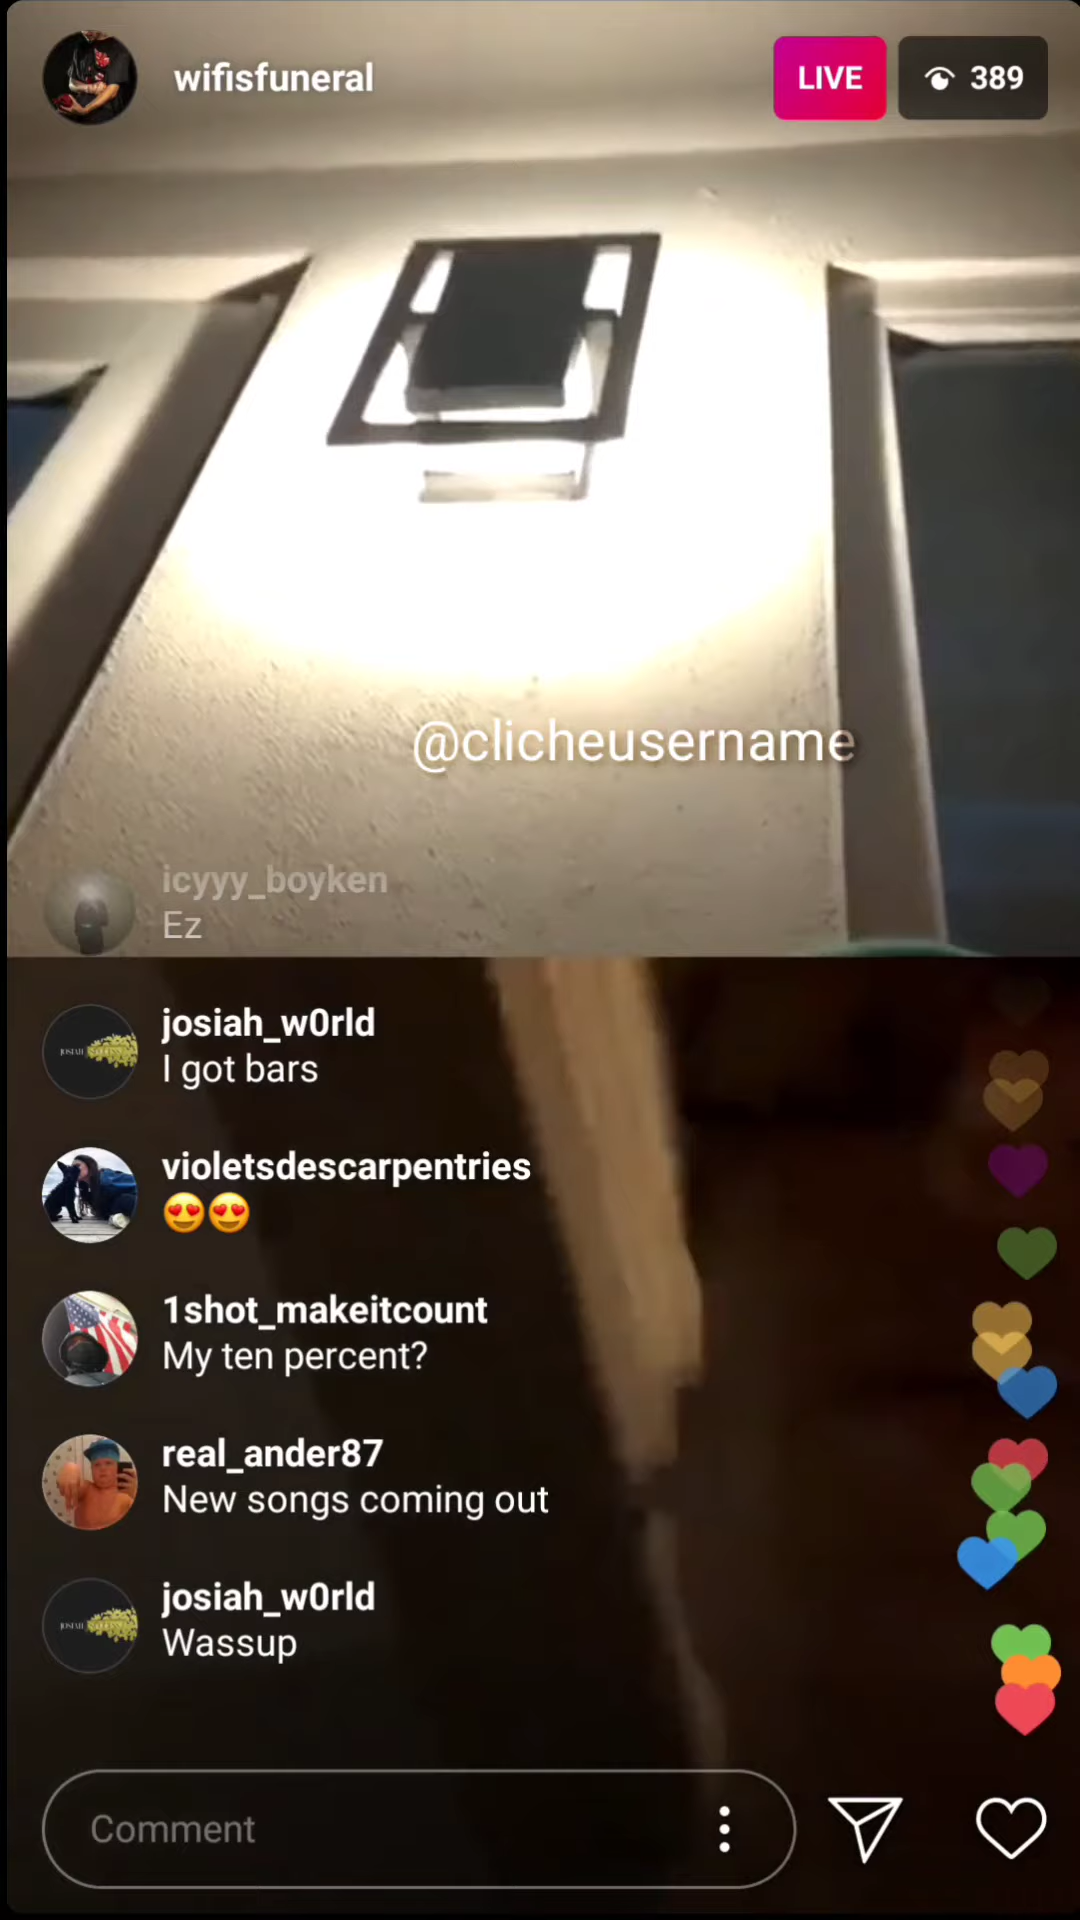 wifisfuneral
LIVE
389
@clicheusername
icyyy_boyken
Ez
josiah_w0rld
I got bars
violetsdescarpentries
😍😍
1shot_makeitcount
My ten percent?
real_ander87
New songs coming out
josiah_w0rld
Wassup
Comment